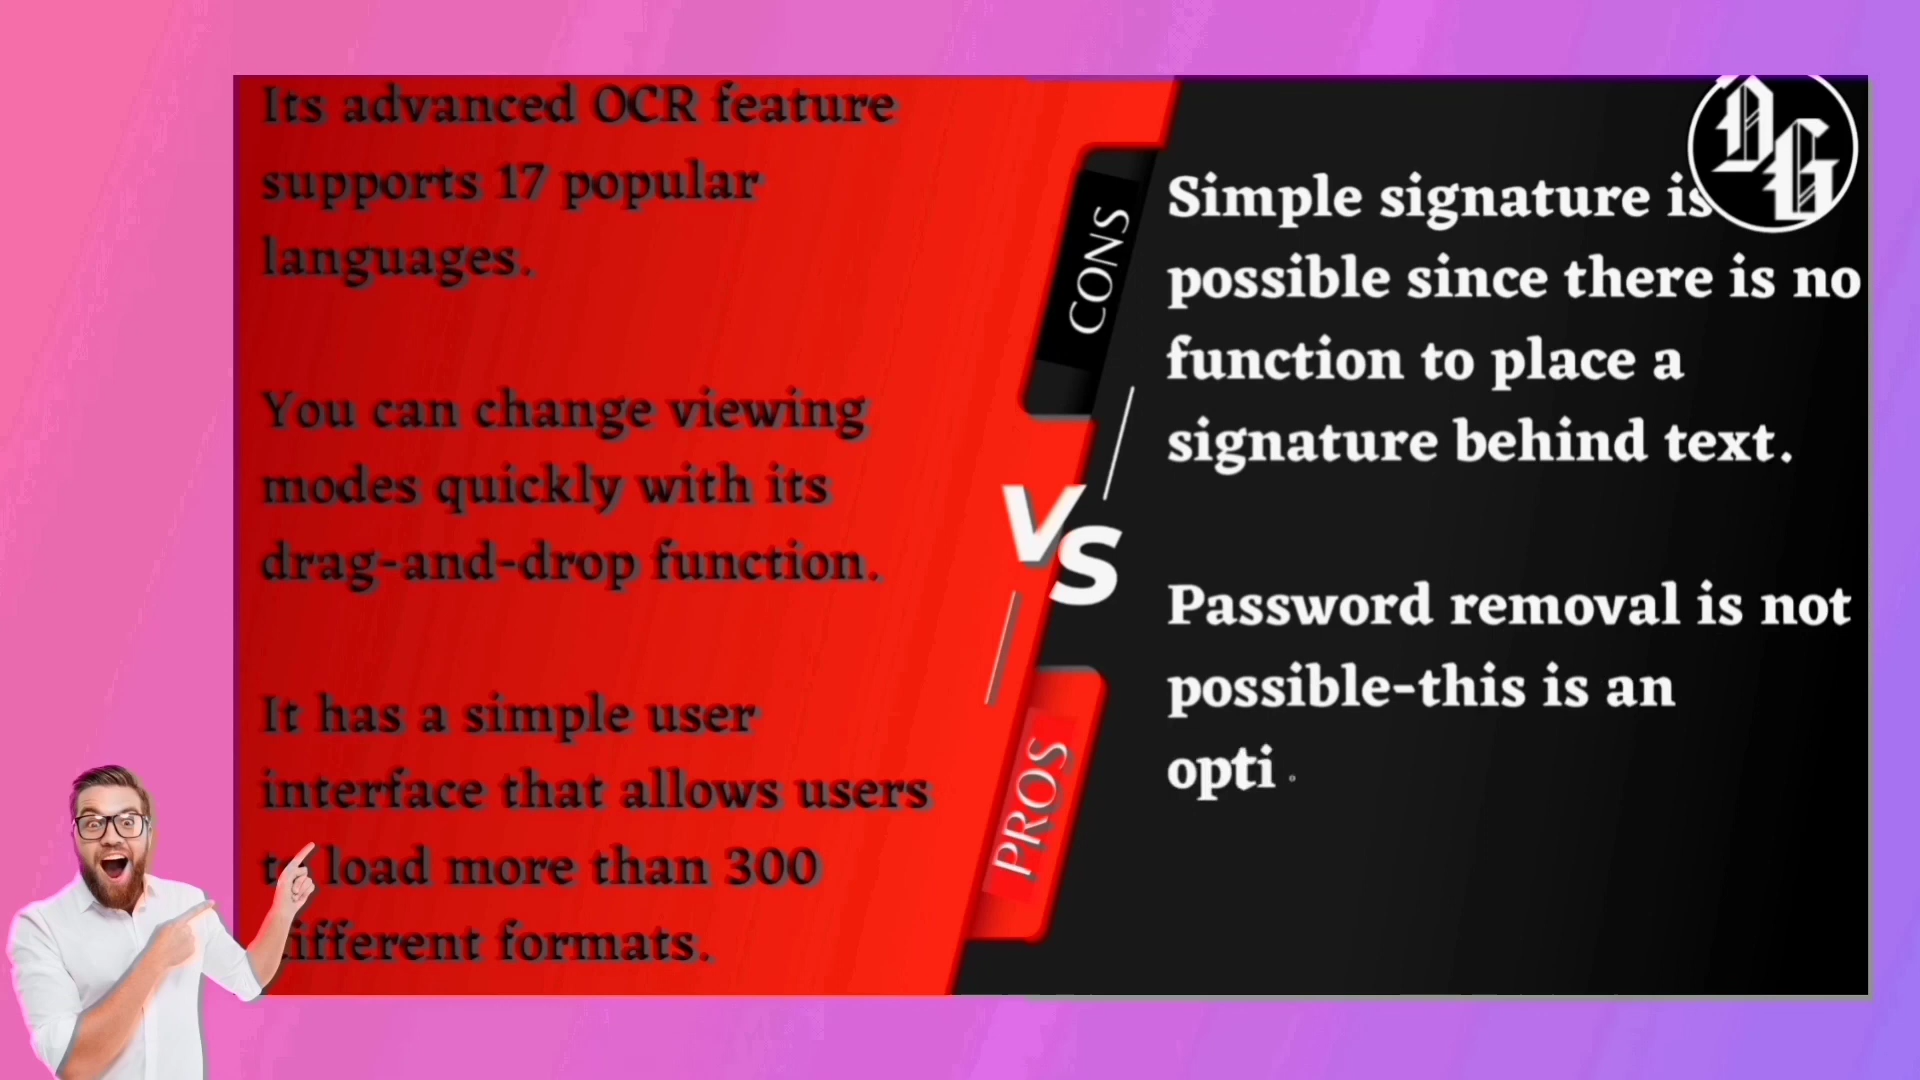 Its advanced OCR feature
supports 17 popular
languages.
You can change viewing
modes quickly with its
drag-and-drop function.
It has a simple user
interface that allows users
to load more than 300
different formats.
CONS
VS
PROS
DG
Simple signature is
possible since there is no
function to place a
signature behind text.
Password removal is not
possible-this is an
opti